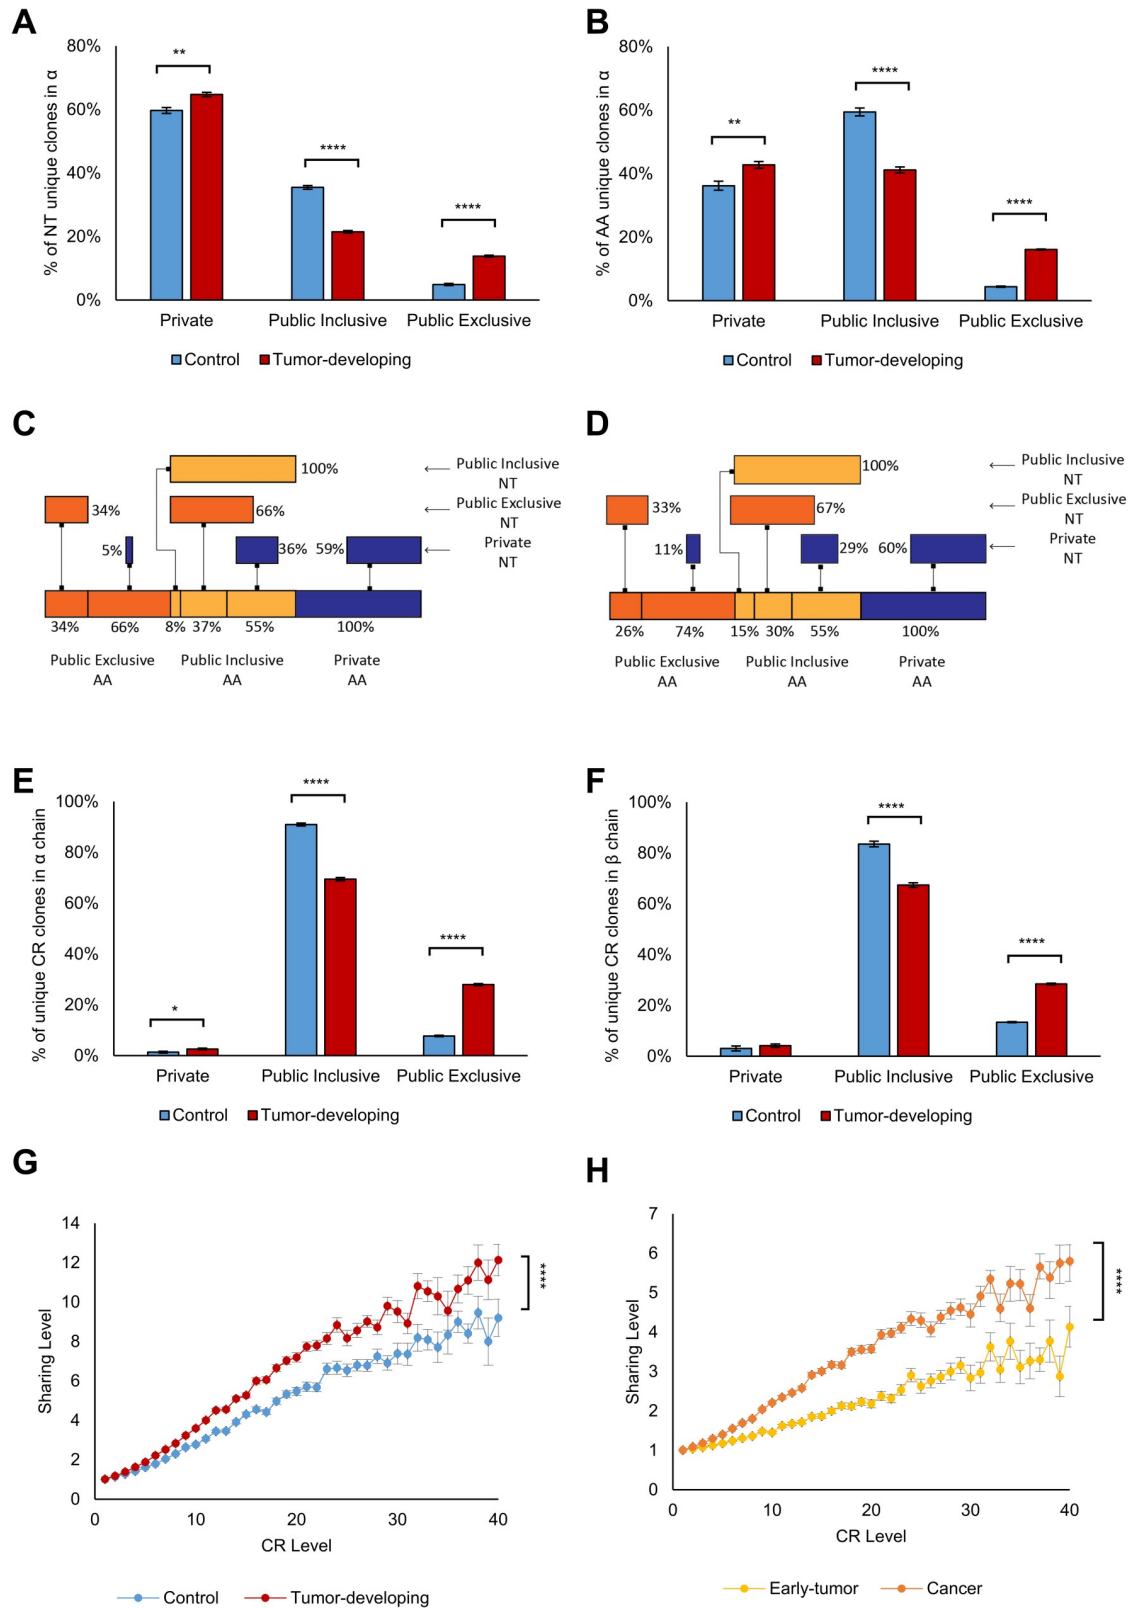 A
% of NT unique clones in α
80%
60%
40%
20%
0%
**
****
****
Private
Public Inclusive
Public Exclusive
Control
Tumor-developing
B
% of AA unique clones in α
80%
60%
40%
20%
0%
**
****
****
Private
Public Inclusive
Public Exclusive
Control
Tumor-developing
C
100%
Public Inclusive
NT
34%
66%
Public Exclusive
NT
5%
36%
59%
Private
NT
34%
66%
8%
37%
55%
100%
Public Exclusive
AA
Public Inclusive
AA
Private
AA
D
100%
Public Inclusive
NT
33%
67%
Public Exclusive
NT
11%
29%
60%
Private
NT
26%
74%
15%
30%
55%
100%
Public Exclusive
AA
Public Inclusive
AA
Private
AA
E
% of unique CR clones in α chain
100%
80%
60%
40%
20%
0%
*
****
****
Private
Public Inclusive
Public Exclusive
Control
Tumor-developing
F
% of unique CR clones in β chain
100%
80%
60%
40%
20%
0%
****
****
Private
Public Inclusive
Public Exclusive
Control
Tumor-developing
G
Sharing Level
14
12
10
8
6
4
2
0
0
10
20
30
40
CR Level
****
Control
Tumor-developing
H
Sharing Level
7
6
5
4
3
2
1
0
0
10
20
30
40
CR Level
****
Early-tumor
Cancer